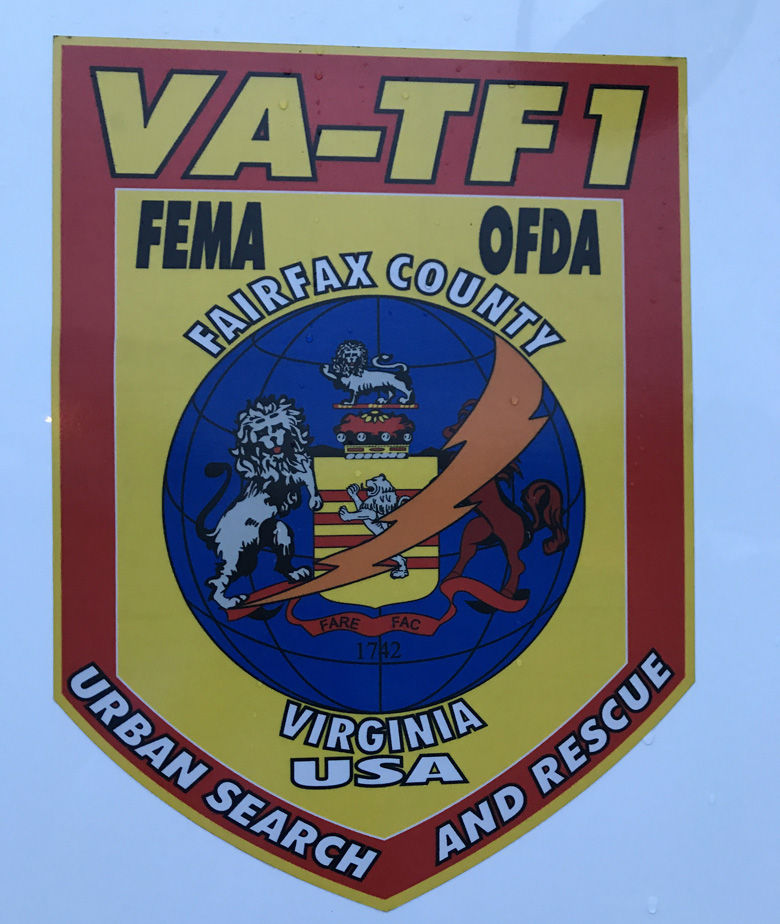 VA-TF1
FEMA OFDA
FAIRFAX COUNTY
FARE FAC
1742
VIRGINIA
USA
URBAN SEARCH AND RESCUE